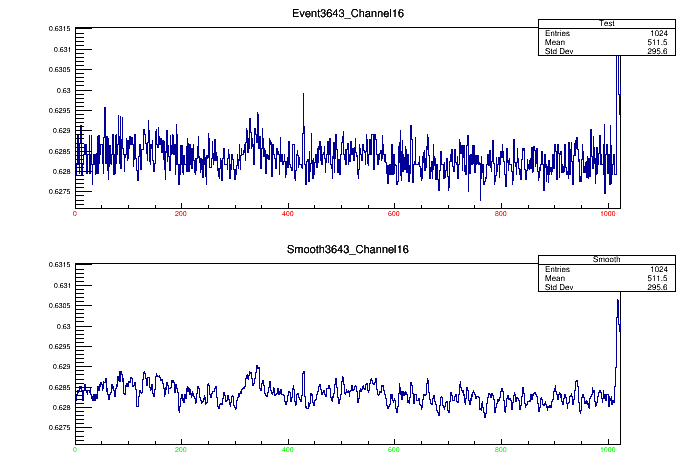 Event3643_Channel16
Test
Entries 1024
Mean 511.5
Std Dev 295.6
0.6315
0.631
0.6305
0.63
0.6295
0.629
0.6285
0.628
0.6275
0 200 400 600 800 1000
Smooth3643_Channel16
Smooth
Entries 1024
Mean 511.5
Std Dev 295.6
0.6315
0.631
0.6305
0.63
0.6295
0.629
0.6285
0.628
0.6275
0 200 400 600 800 1000